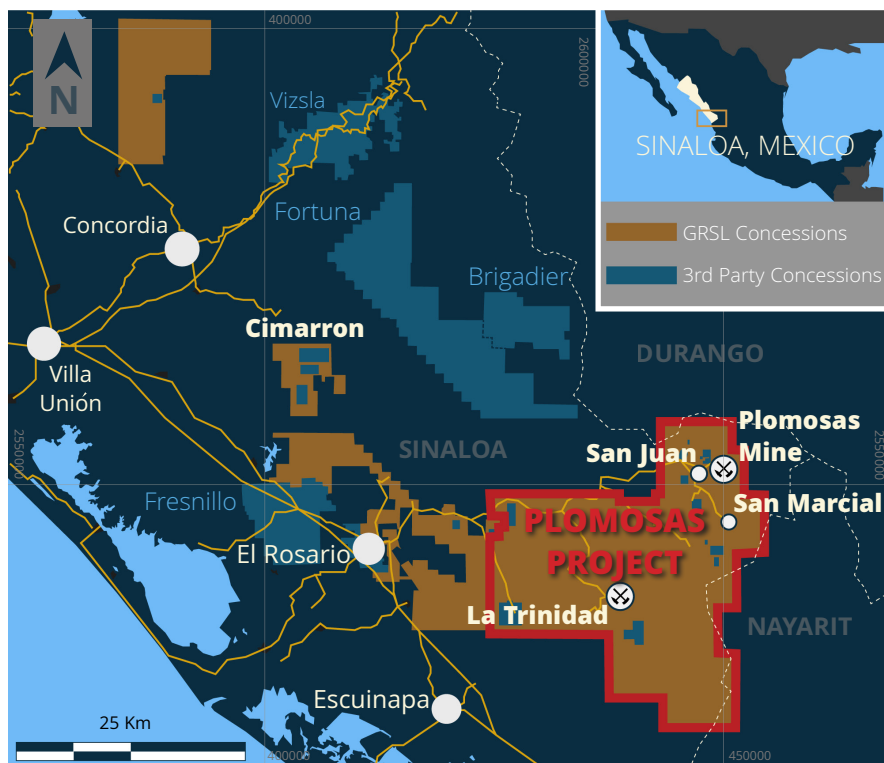 400000
2600000
N
SINALOA, MEXICO
GRSL Concessions
3rd Party Concessions
Vizsla
Concordia
Fortuna
Brigadier
Cimarron
DURANGO
Villa
Unión
2550000
SINALOA
Plomosas
Mine
San Juan
2550000
Fresnillo
San Marcial
PLOMOSAS
PROJECT
El Rosario
La Trinidad
NAYARIT
Escuinapa
25 Km
400000
450000